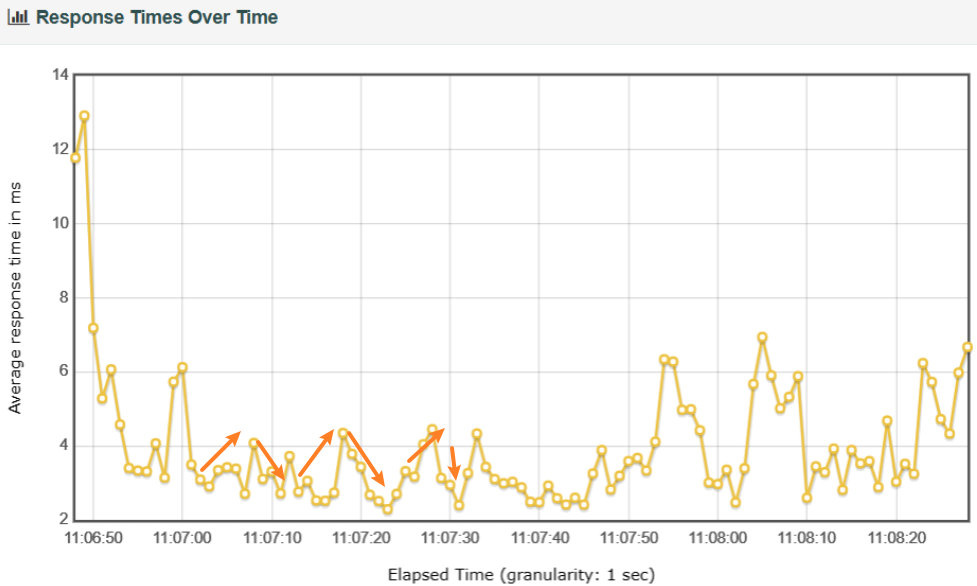 Response Times Over Time
14
12
10
8
6
4
2
Average response time in ms
11:06:50 11:07:00 11:07:10 11:07:20 11:07:30 11:07:40 11:07:50 11:08:00 11:08:10 11:08:20
Elapsed Time (granularity: 1 sec)